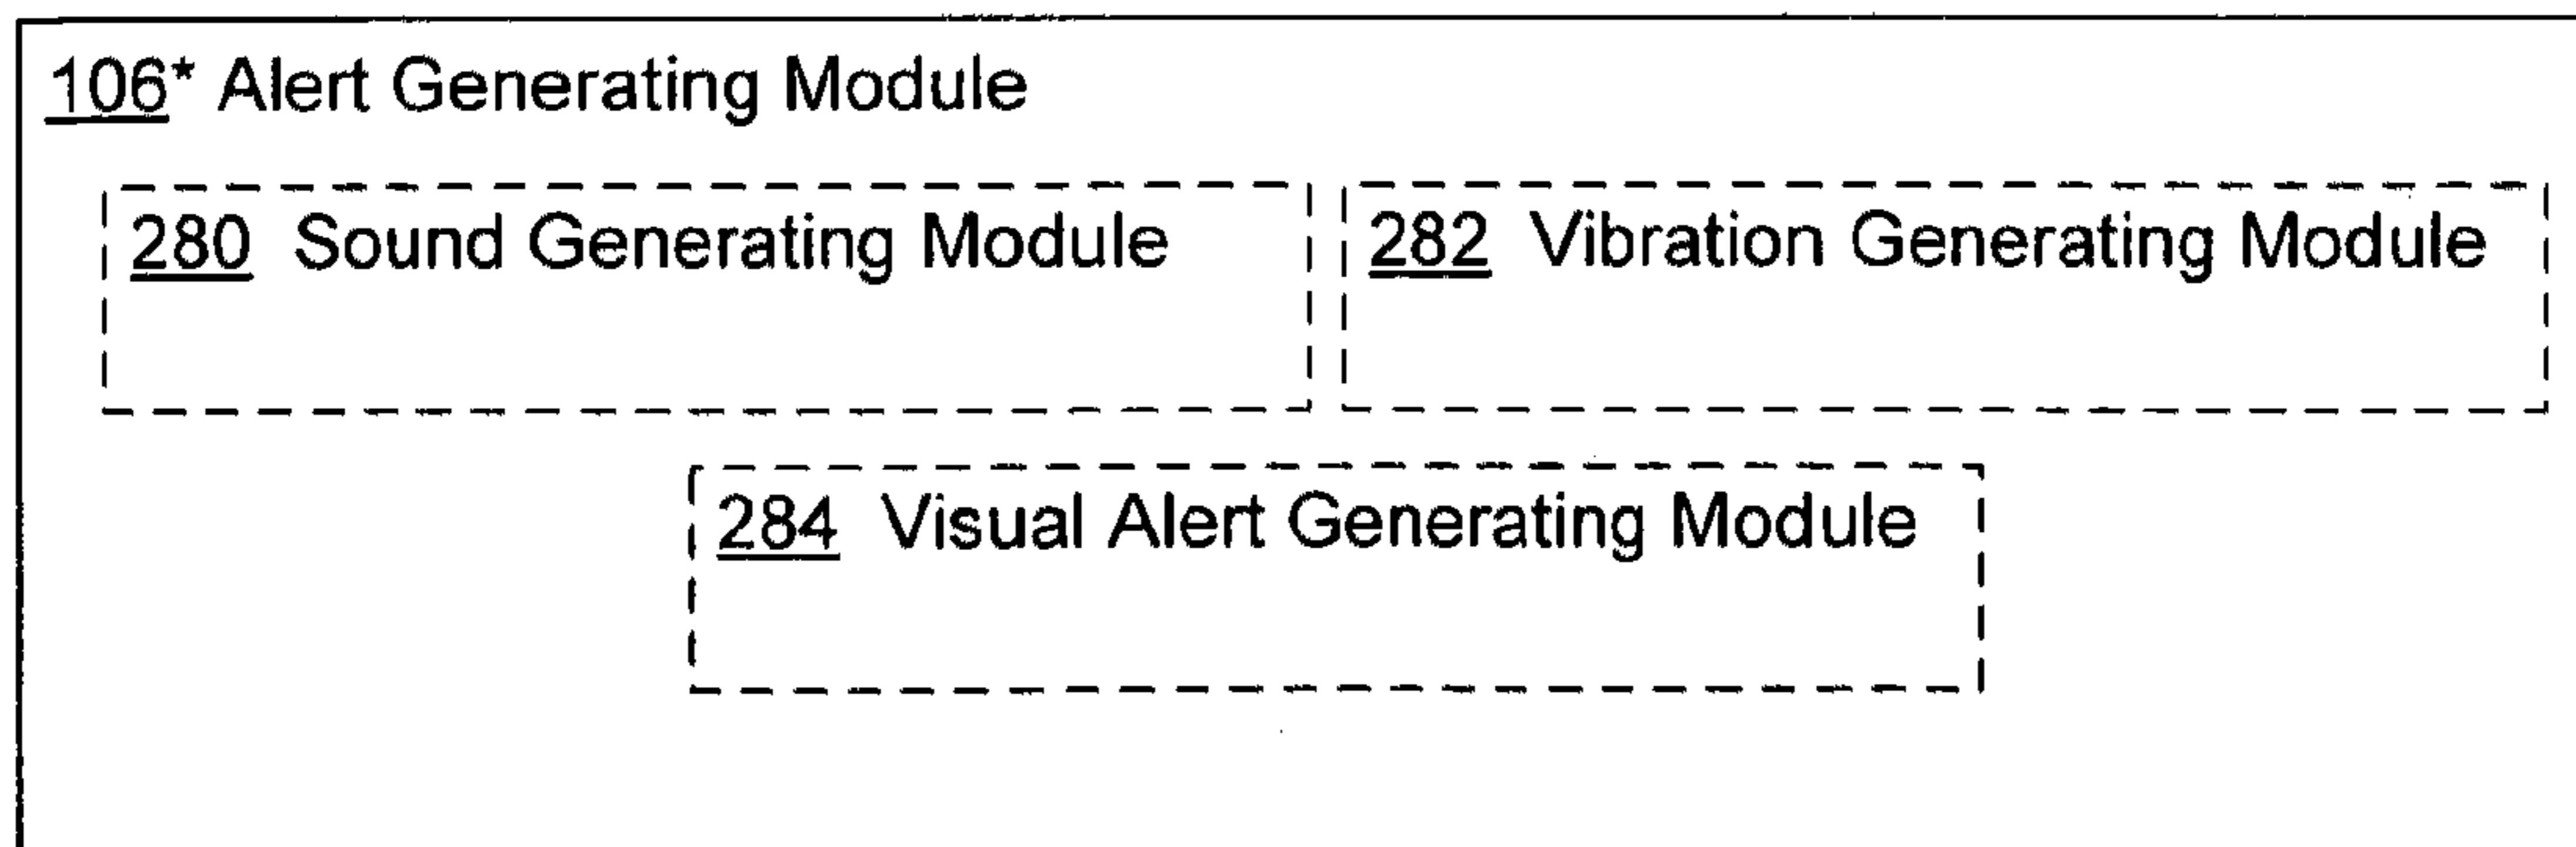 106* Alert Generating Module
280 Sound Generating Module
282 Vibration Generating Module
284 Visual Alert Generating Module